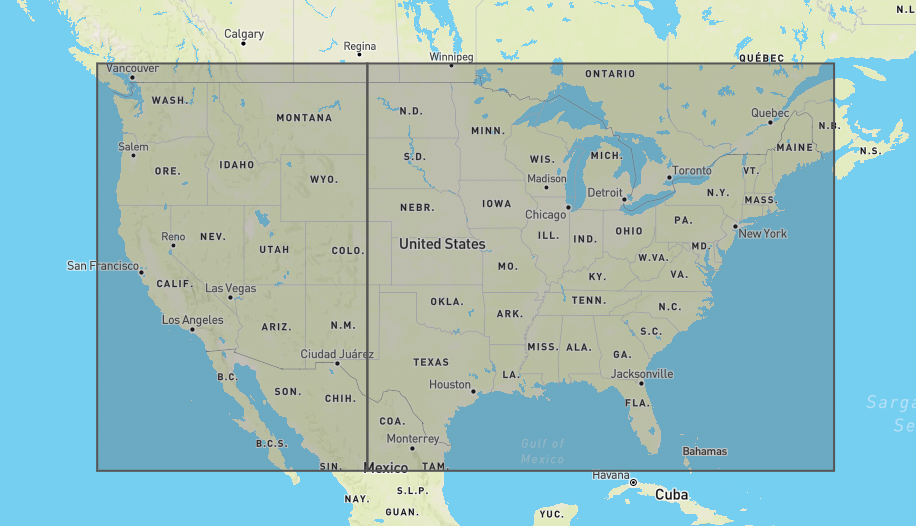 N.L.
Calgary
Regina
Winnipeg
QUÉBEC
Vancouver
ONTARIO
WASH.
MONTANA
N.D.
MINN.
Quebec
N.B.
Salem
ORE.
IDAHO
S.D.
WIS.
MICH.
MAINE
N.S.
WYO.
Madison
Toronto
VT.
NEBR.
IOWA
Detroit
N.Y.
MASS.
Chicago
Reno
NEV.
UTAH
COLO.
United States
ILL.
IND.
OHIO
PA.
New York
MD.
San Francisco
CALIF.
MO.
KY.
W.VA.
VA.
Las Vegas
OKLA.
TENN.
N.C.
Los Angeles
ARIZ.
N.M.
ARK.
S.C.
Ciudad Juárez
TEXAS
MISS.
ALA.
GA.
B.C.
SON.
CHIH.
Houston
LA.
Jacksonville
FLA.
COA.
Sarga
Se
B.C.S.
Monterrey
Gulf of
Mexico
Bahamas
SIN.
Mexico
TAM.
Havana
NAY.
S.L.P.
Cuba
GUAN.
YUC.